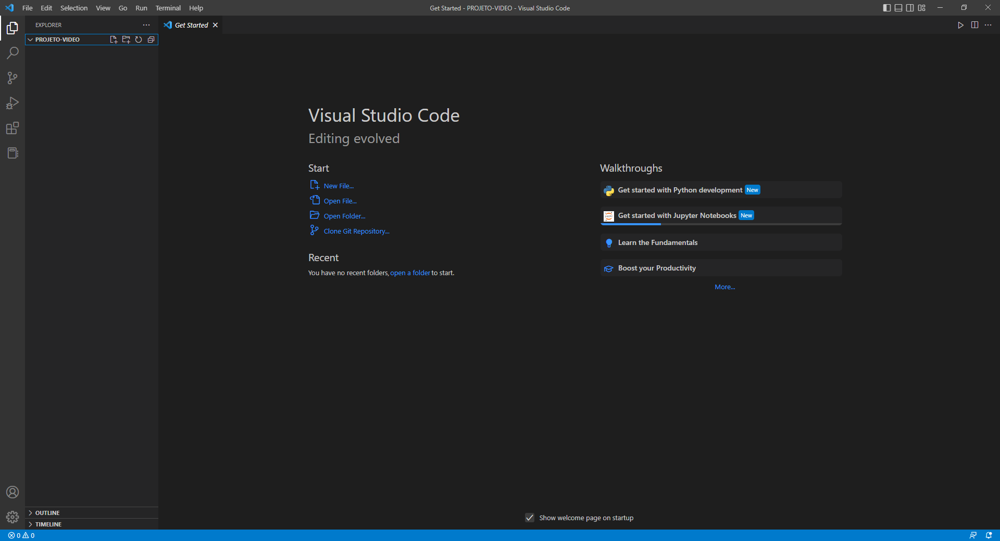 File Edit Selection View Go Run Terminal Help
Get Started - PROJETO-VIDEO - Visual Studio Code
EXPLORER
Get Started
PROJETO-VIDEO
Visual Studio Code
Editing evolved
Start
New File...
Open File...
Open Folder...
Clone Git Repository...
Recent
You have no recent folders, open a folder to start.
Walkthroughs
Get started with Python development New
jupyter Get started with Jupyter Notebooks New
Learn the Fundamentals
Boost your Productivity
More...
OUTLINE
TIMELINE
Show welcome page on startup
0 0